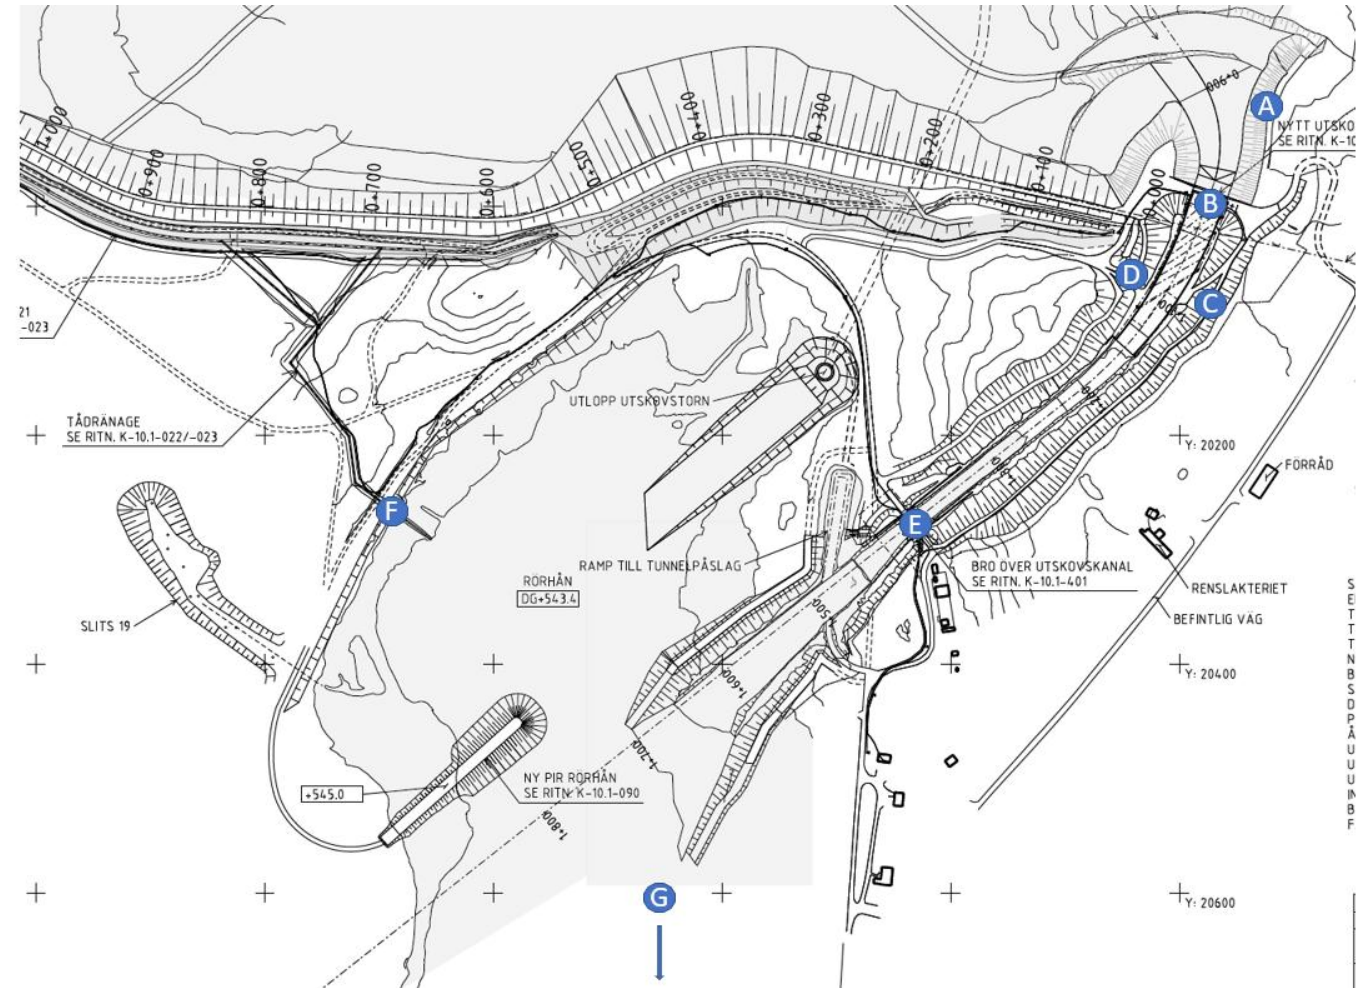 0+900
A
NYTT UTSKO
SE RITN. K-10
1+000
0+900
0+800
0+700
0+600
0+500
0+400
0+300
0+200
0+100
0+000
B
D
C
21
-023
UTLOPP UTSKOVSTORN
TÅDRÄNAGE
SE RITN. K-10.1-022/-023
Y: 20200
FÖRRÅD
F
E
RAMP TILL TUNNELPÅSLAG
BRO ÖVER UTSKOVSKANAL
SE RITN. K-10.1-401
RÖRHÅN
DG+543.4
RENSLAKTERIET
BEFINTLIG VÄG
SLITS 19
1+500
1+600
Y: 20400
1+700
NY PIR RÖRHÅN
SE RITN. K-10.1-090
+545.0
1+800
G
Y: 20600